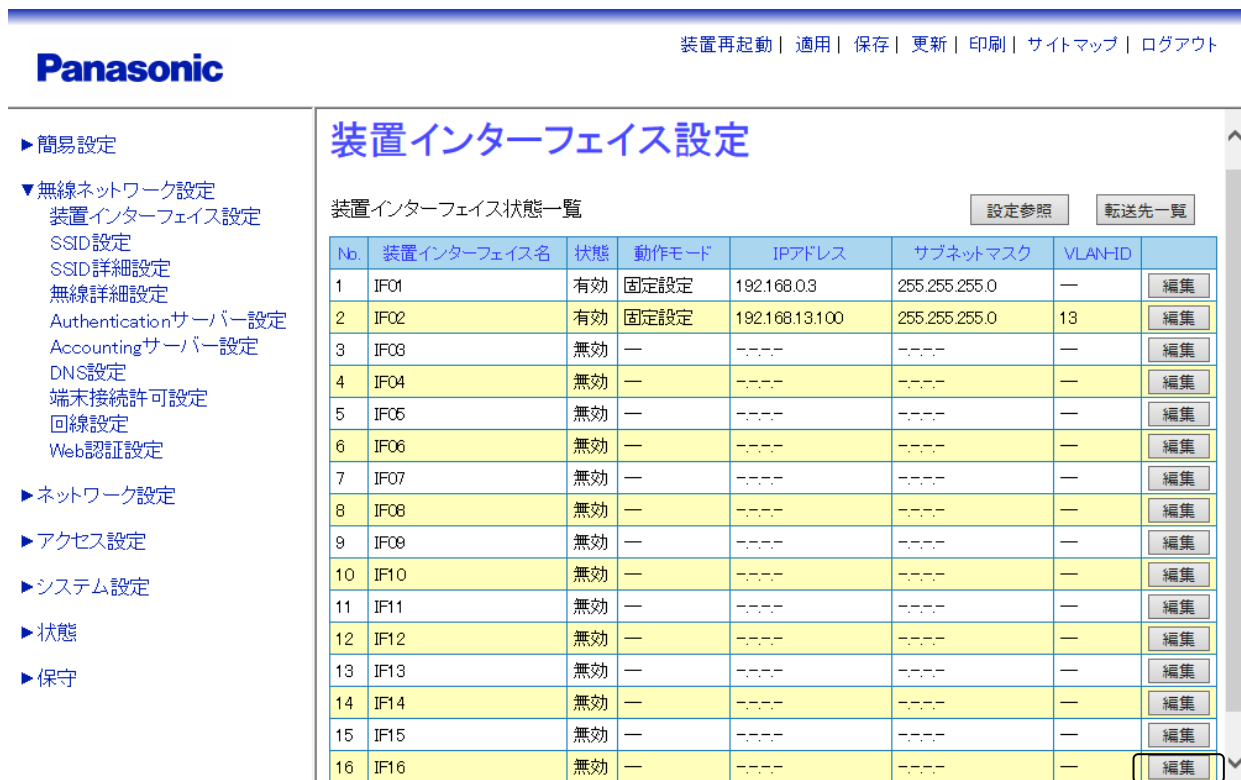 装置再起動| 適用| 保存| 更新| 印刷| サイトマップ| ログアウト
Panasonic
▶簡易設定
▼無線ネットワーク設定
装置インターフェイス設定
SSID設定
SSID詳細設定
無線詳細設定
Authenticationサーバー設定
Accountingサーバー設定
DNS設定
端末接続許可設定
回線設定
Web認証設定
▶ネットワーク設定
▶アクセス設定
▶システム設定
▶状態
▶保守
装置インターフェイス設定
装置インターフェイス状態一覧 設定参照 転送先一覧
No. 装置インターフェイス名 状態 動作モード IPアドレス サブネットマスク VLAN-ID
1 IF01 有効 固定設定 192.168.0.3 255.255.255.0 — 編集
2 IF02 有効 固定設定 192.168.13.100 255.255.255.0 13 編集
3 IF03 無効 — -.-.-.- -.-.-.- — 編集
4 IF04 無効 — -.-.-.- -.-.-.- — 編集
5 IF05 無効 — -.-.-.- -.-.-.- — 編集
6 IF06 無効 — -.-.-.- -.-.-.- — 編集
7 IF07 無効 — -.-.-.- -.-.-.- — 編集
8 IF08 無効 — -.-.-.- -.-.-.- — 編集
9 IF09 無効 — -.-.-.- -.-.-.- — 編集
10 IF10 無効 — -.-.-.- -.-.-.- — 編集
11 IF11 無効 — -.-.-.- -.-.-.- — 編集
12 IF12 無効 — -.-.-.- -.-.-.- — 編集
13 IF13 無効 — -.-.-.- -.-.-.- — 編集
14 IF14 無効 — -.-.-.- -.-.-.- — 編集
15 IF15 無効 — -.-.-.- -.-.-.- — 編集
16 IF16 無効 — -.-.-.- -.-.-.- — 編集